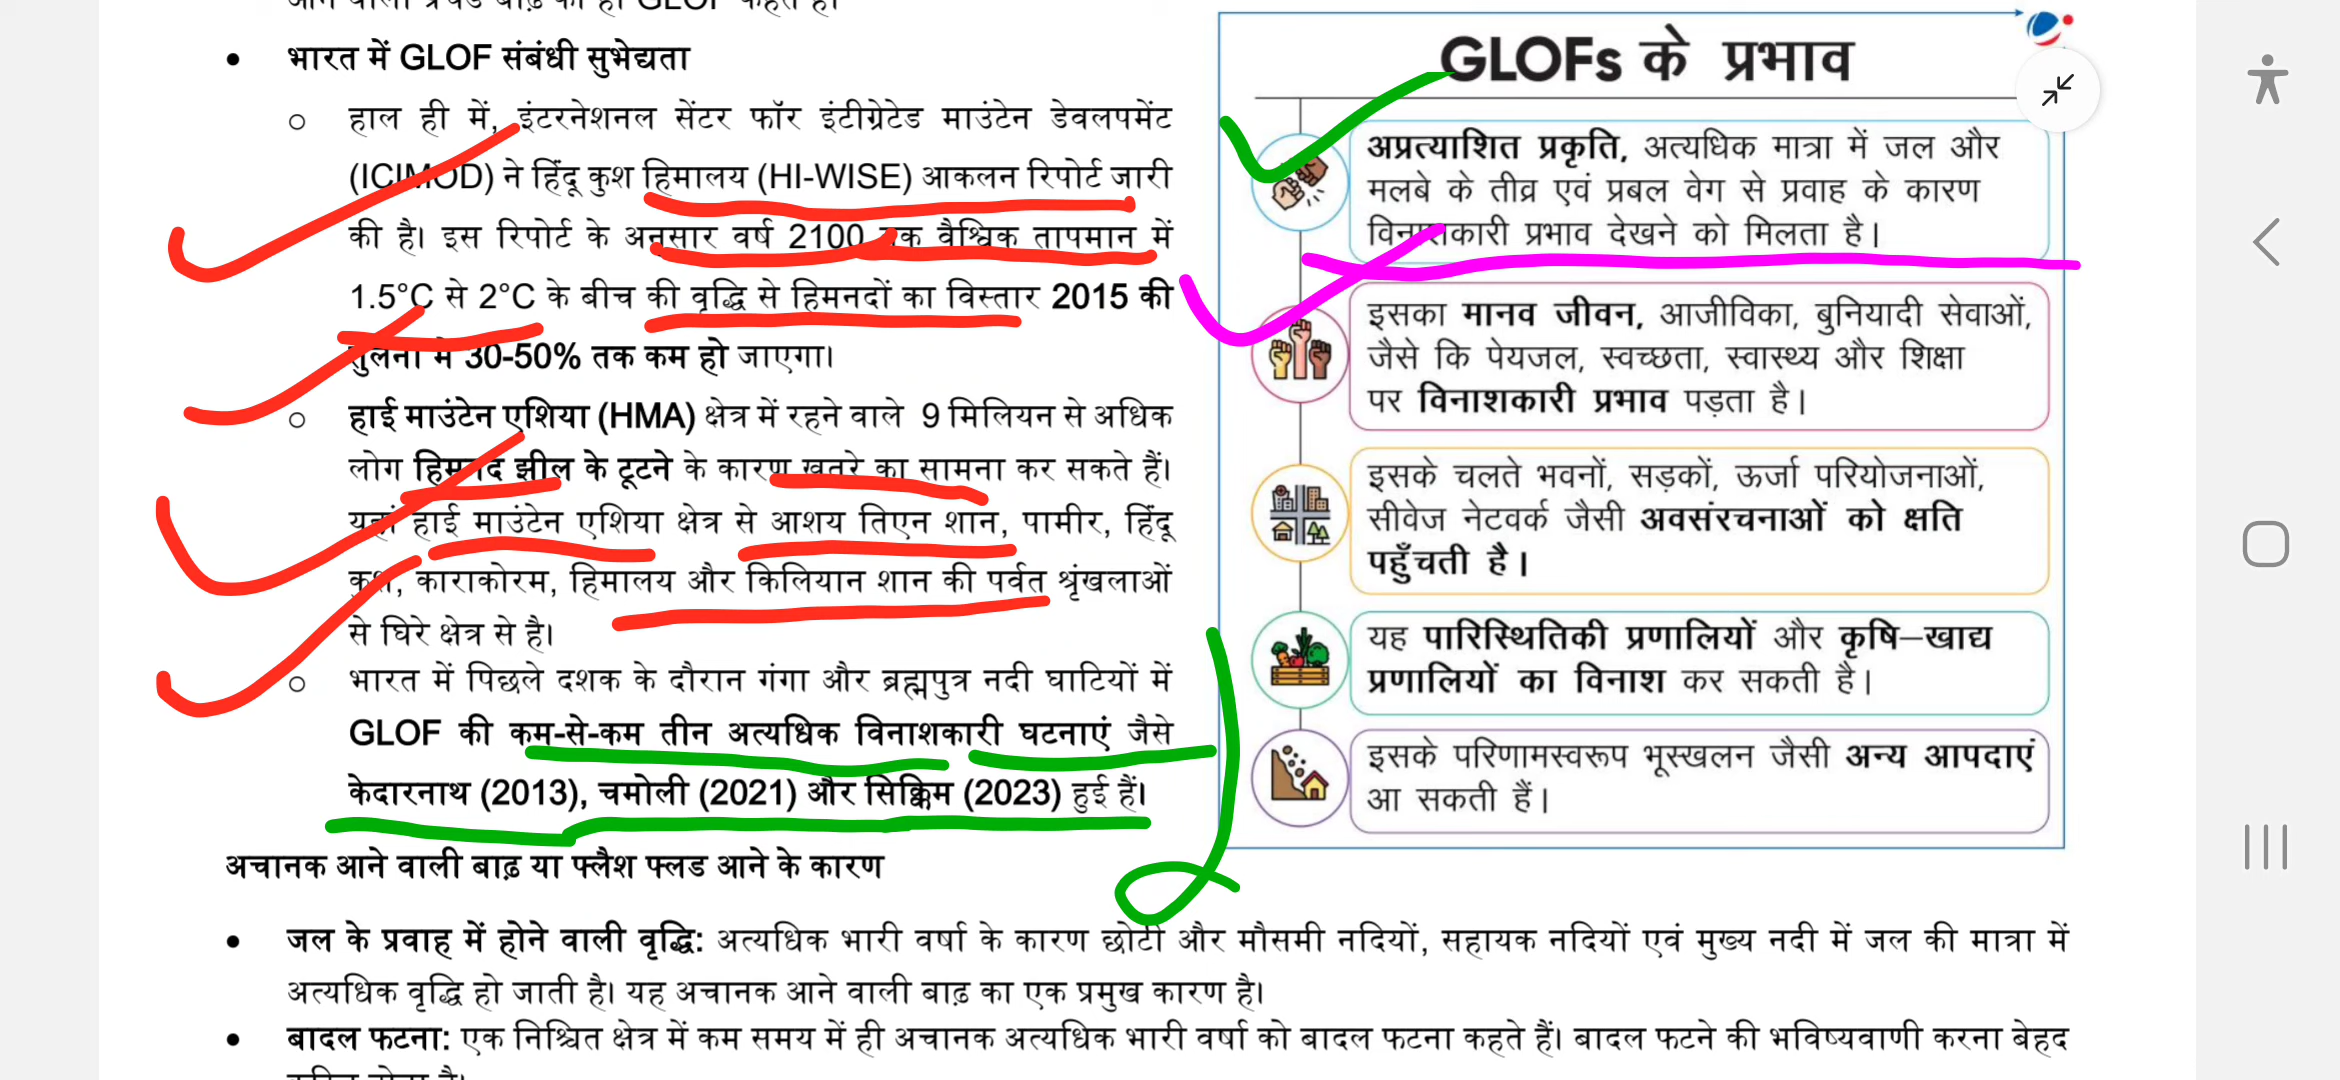 भारत में GLOF संबंधी सुभेद्यता
हाल ही में, इंटरनेशनल सेंटर फॉर इंटीग्रेटेड माउंटेन डेवलपमेंट
(ICIMOD) ने हिंदू कुश हिमालय (HI-WISE) आकलन रिपोर्ट जारी
की है। इस रिपोर्ट के अनुसार वर्ष 2100 तक वैश्विक तापमान में
1.5°C से 2°C के बीच की वृद्धि से हिमनदों का विस्तार 2015 की
तुलना में 30-50% तक कम हो जाएगा।
हाई माउंटेन एशिया (HMA) क्षेत्र में रहने वाले 9 मिलियन से अधिक
लोग हिमनद झील के टूटने के कारण खतरे का सामना कर सकते हैं।
यहां हाई माउंटेन एशिया क्षेत्र से आशय तिएन शान, पामीर, हिंदू
कुश, काराकोरम, हिमालय और किलियान शान की पर्वत श्रृंखलाओं
से घिरे क्षेत्र से है।
भारत में पिछले दशक के दौरान गंगा और ब्रह्मपुत्र नदी घाटियों में
GLOF की कम-से-कम तीन अत्यधिक विनाशकारी घटनाएं जैसे
केदारनाथ (2013), चमोली (2021) और सिक्किम (2023) हुई हैं।
GLOFs के प्रभाव
अप्रत्याशित प्रकृति, अत्यधिक मात्रा में जल और
मलबे के तीव्र एवं प्रबल वेग से प्रवाह के कारण
विनाशकारी प्रभाव देखने को मिलता है।
इसका मानव जीवन, आजीविका, बुनियादी सेवाओं,
जैसे कि पेयजल, स्वच्छता, स्वास्थ्य और शिक्षा
पर विनाशकारी प्रभाव पड़ता है।
इसके चलते भवनों, सड़कों, ऊर्जा परियोजनाओं,
सीवेज नेटवर्क जैसी अवसंरचनाओं को क्षति
पहुँचती है।
यह पारिस्थितिकी प्रणालियों और कृषि–खाद्य
प्रणालियों का विनाश कर सकती है।
इसके परिणामस्वरूप भूस्खलन जैसी अन्य आपदाएं
आ सकती हैं।
अचानक आने वाली बाढ़ या फ्लैश फ्लड आने के कारण
जल के प्रवाह में होने वाली वृद्धि: अत्यधिक भारी वर्षा के कारण छोटी और मौसमी नदियों, सहायक नदियों एवं मुख्य नदी में जल की मात्रा में
अत्यधिक वृद्धि हो जाती है। यह अचानक आने वाली बाढ़ का एक प्रमुख कारण है।
बादल फटना: एक निश्चित क्षेत्र में कम समय में ही अचानक अत्यधिक भारी वर्षा को बादल फटना कहते हैं। बादल फटने की भविष्यवाणी करना बेहद